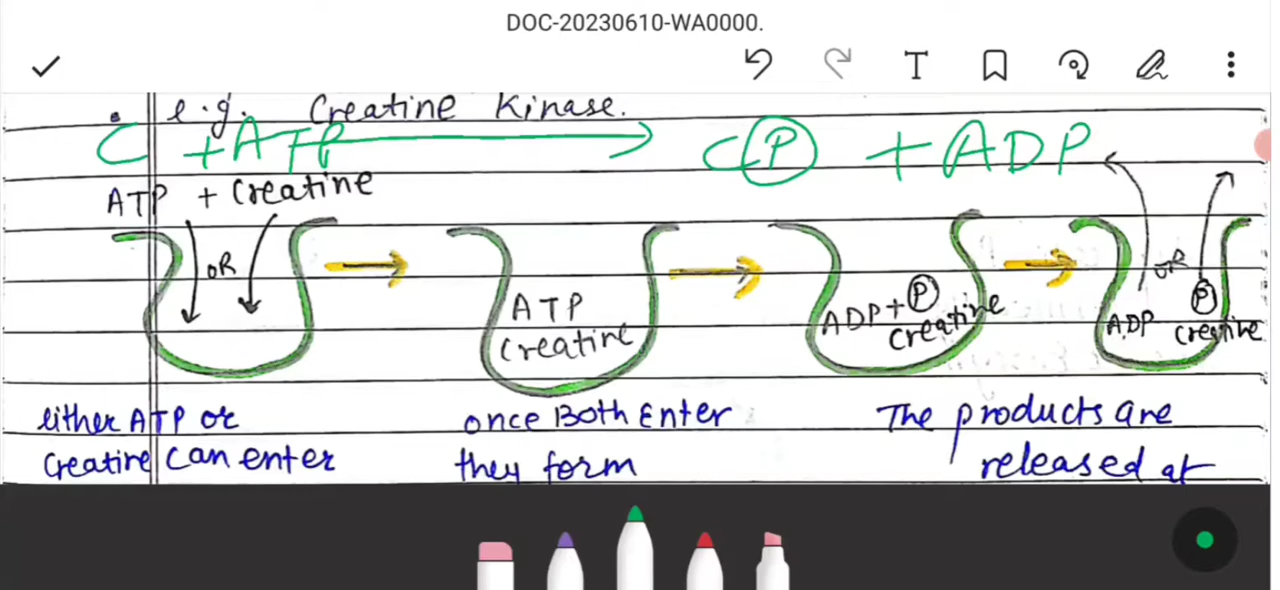 DOC-20230610-WA0000.
T
• e.g. Creatine Kinase.
C + ATP → C(P) + ADP
ATP + Creatine
OR
ATP
Creatine
ADP + (P)
Creatine
OR
ADP (P)
Creatine
either ATP or
Creatine can enter
once Both Enter
they form
The products are
released at